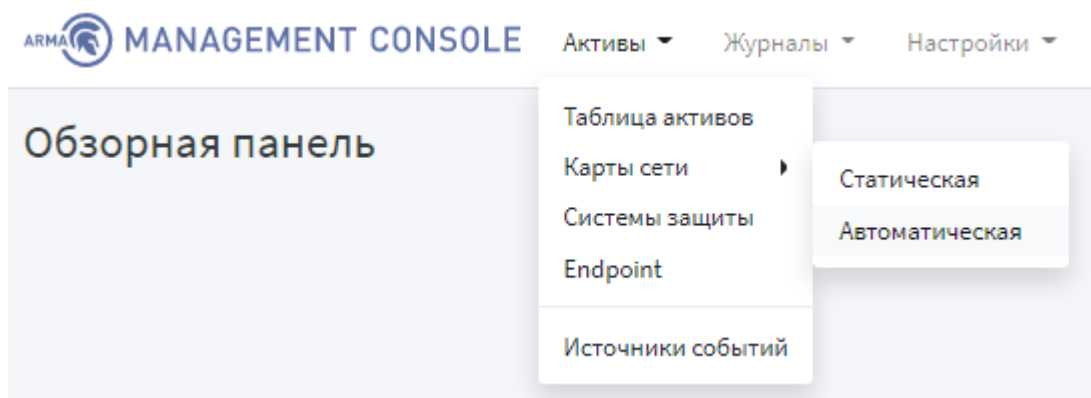 ARMA MANAGEMENT CONSOLE Активы Журналы Настройки
Обзорная панель
Таблица активов
Карты сети
Системы защиты
Endpoint
Источники событий
Статическая
Автоматическая